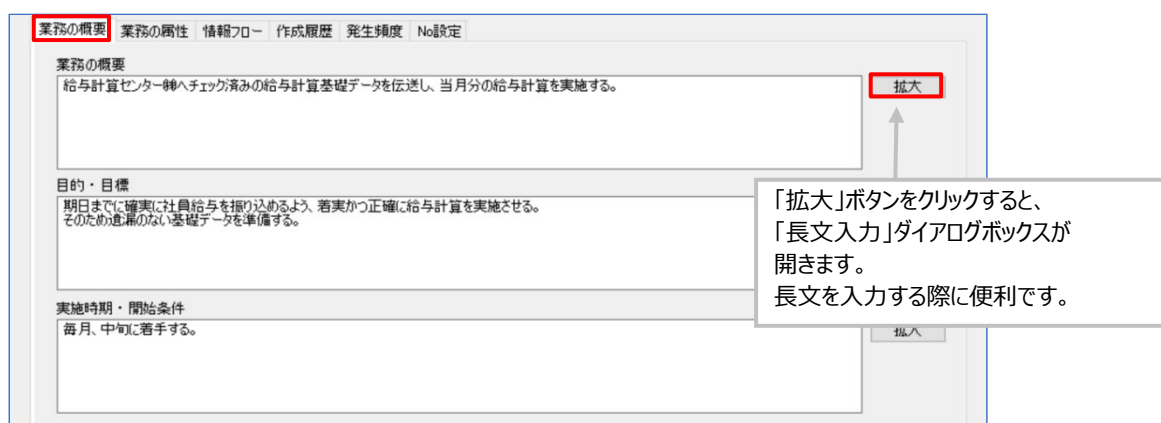 業務の概要 業務の属性 情報フロー 作成履歴 発生頻度 No設定
業務の概要
給与計算センター㈱へチェック済みの給与計算基礎データを伝送し、当月分の給与計算を実施する。
拡大
目的・目標
期日までに確実に社員給与を振り込めるよう、着実かつ正確に給与計算を実施させる。
そのため遺漏のない基礎データを準備する。
「拡大」ボタンをクリックすると、
「長文入力」ダイアログボックスが
開きます。
長文を入力する際に便利です。
実施時期・開始条件
毎月、中旬に着手する。
拡大